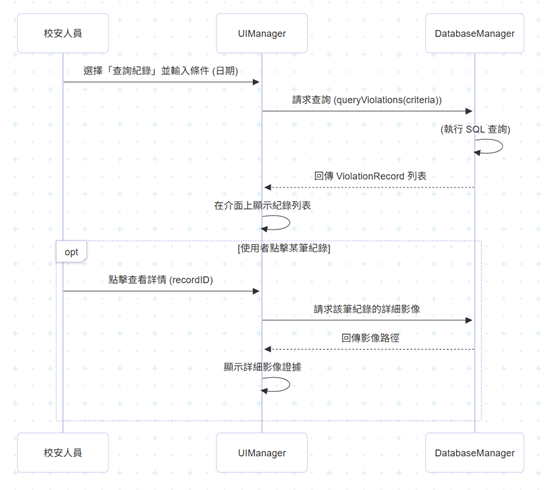 校安人員 UIManager DatabaseManager
選擇「查詢紀錄」並輸入條件 (日期)
請求查詢 (queryViolations(criteria))
(執行 SQL 查詢)
回傳 ViolationRecord 列表
在介面上顯示紀錄列表
opt [使用者點擊某筆紀錄]
點擊查看詳情 (recordID)
請求該筆紀錄的詳細影像
回傳影像路徑
顯示詳細影像證據
校安人員 UIManager DatabaseManager